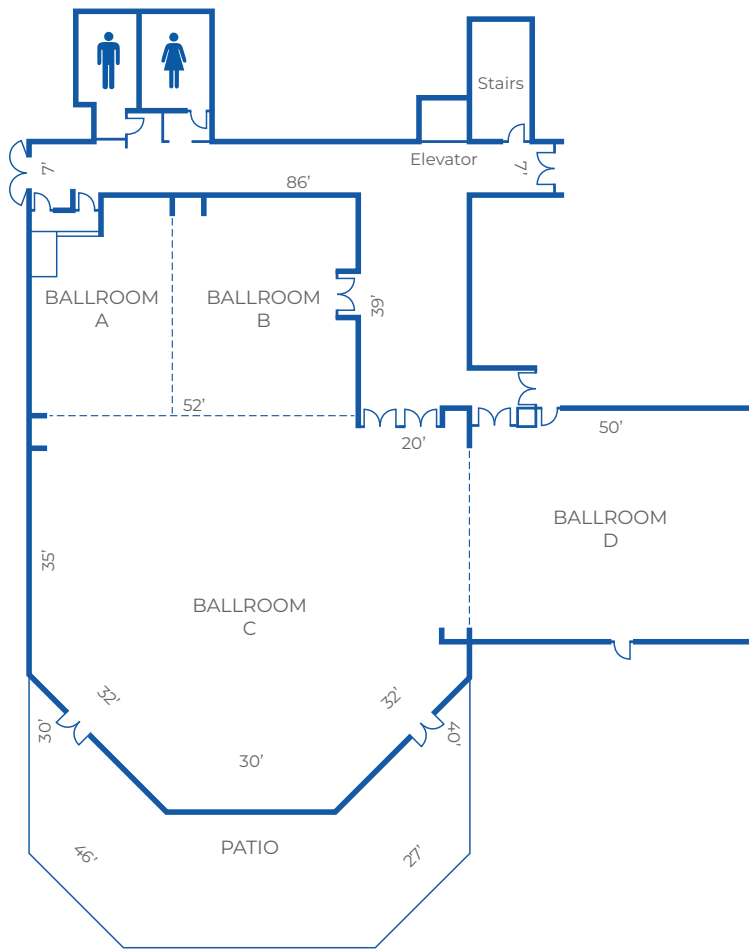 Stairs
Elevator
7’
7’
86’
BALLROOM
A
BALLROOM
B
39’
52’
20’
50’
BALLROOM
D
35’
BALLROOM
C
32’
32’
30’
40’
30’
PATIO
46’
27’